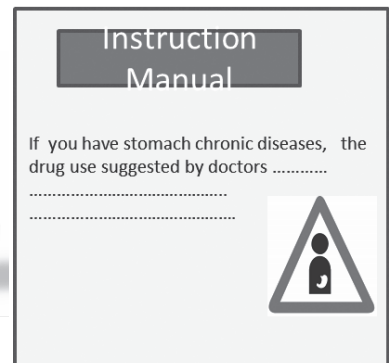 Instruction
Manual
If you have stomach chronic diseases, the
drug use suggested by doctors ............
..........................................
............................................